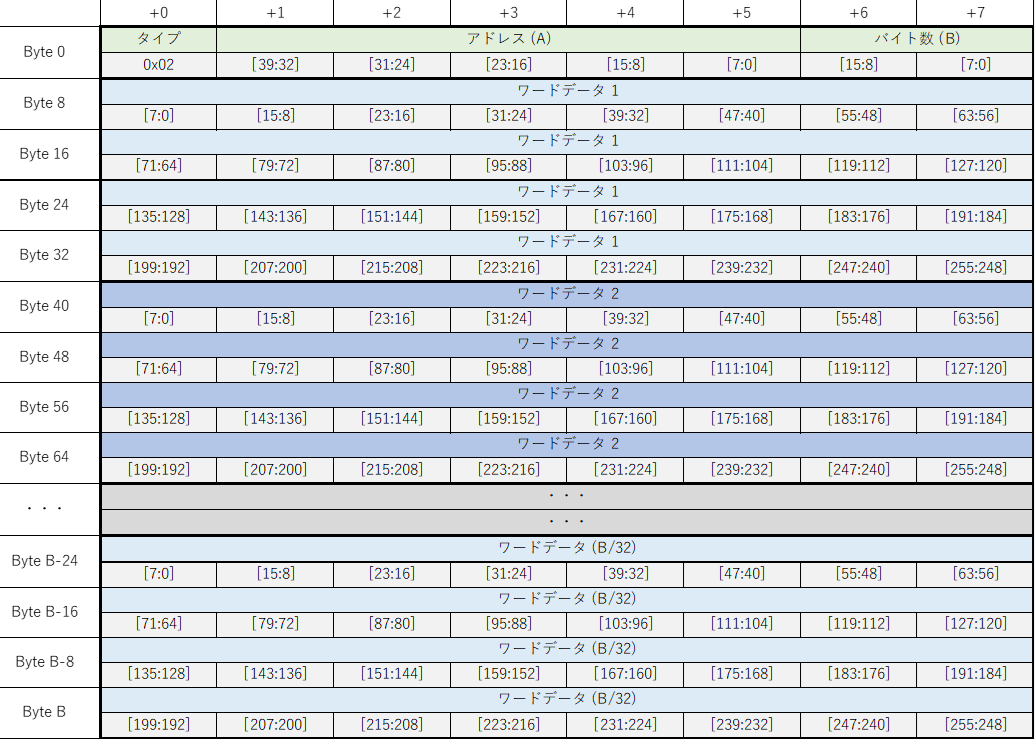 +0 +1 +2 +3 +4 +5 +6 +7
Byte 0 タイプ アドレス (A) バイト数 (B)
0x02 [39:32] [31:24] [23:16] [15:8] [7:0] [15:8] [7:0]
Byte 8 ワードデータ 1
[7:0] [15:8] [23:16] [31:24] [39:32] [47:40] [55:48] [63:56]
Byte 16 ワードデータ 1
[71:64] [79:72] [87:80] [95:88] [103:96] [111:104] [119:112] [127:120]
Byte 24 ワードデータ 1
[135:128] [143:136] [151:144] [159:152] [167:160] [175:168] [183:176] [191:184]
Byte 32 ワードデータ 1
[199:192] [207:200] [215:208] [223:216] [231:224] [239:232] [247:240] [255:248]
Byte 40 ワードデータ 2
[7:0] [15:8] [23:16] [31:24] [39:32] [47:40] [55:48] [63:56]
Byte 48 ワードデータ 2
[71:64] [79:72] [87:80] [95:88] [103:96] [111:104] [119:112] [127:120]
Byte 56 ワードデータ 2
[135:128] [143:136] [151:144] [159:152] [167:160] [175:168] [183:176] [191:184]
Byte 64 ワードデータ 2
[199:192] [207:200] [215:208] [223:216] [231:224] [239:232] [247:240] [255:248]
・・・ ・・・
・・・
Byte B-24 ワードデータ (B/32)
[7:0] [15:8] [23:16] [31:24] [39:32] [47:40] [55:48] [63:56]
Byte B-16 ワードデータ (B/32)
[71:64] [79:72] [87:80] [95:88] [103:96] [111:104] [119:112] [127:120]
Byte B-8 ワードデータ (B/32)
[135:128] [143:136] [151:144] [159:152] [167:160] [175:168] [183:176] [191:184]
Byte B ワードデータ (B/32)
[199:192] [207:200] [215:208] [223:216] [231:224] [239:232] [247:240] [255:248]